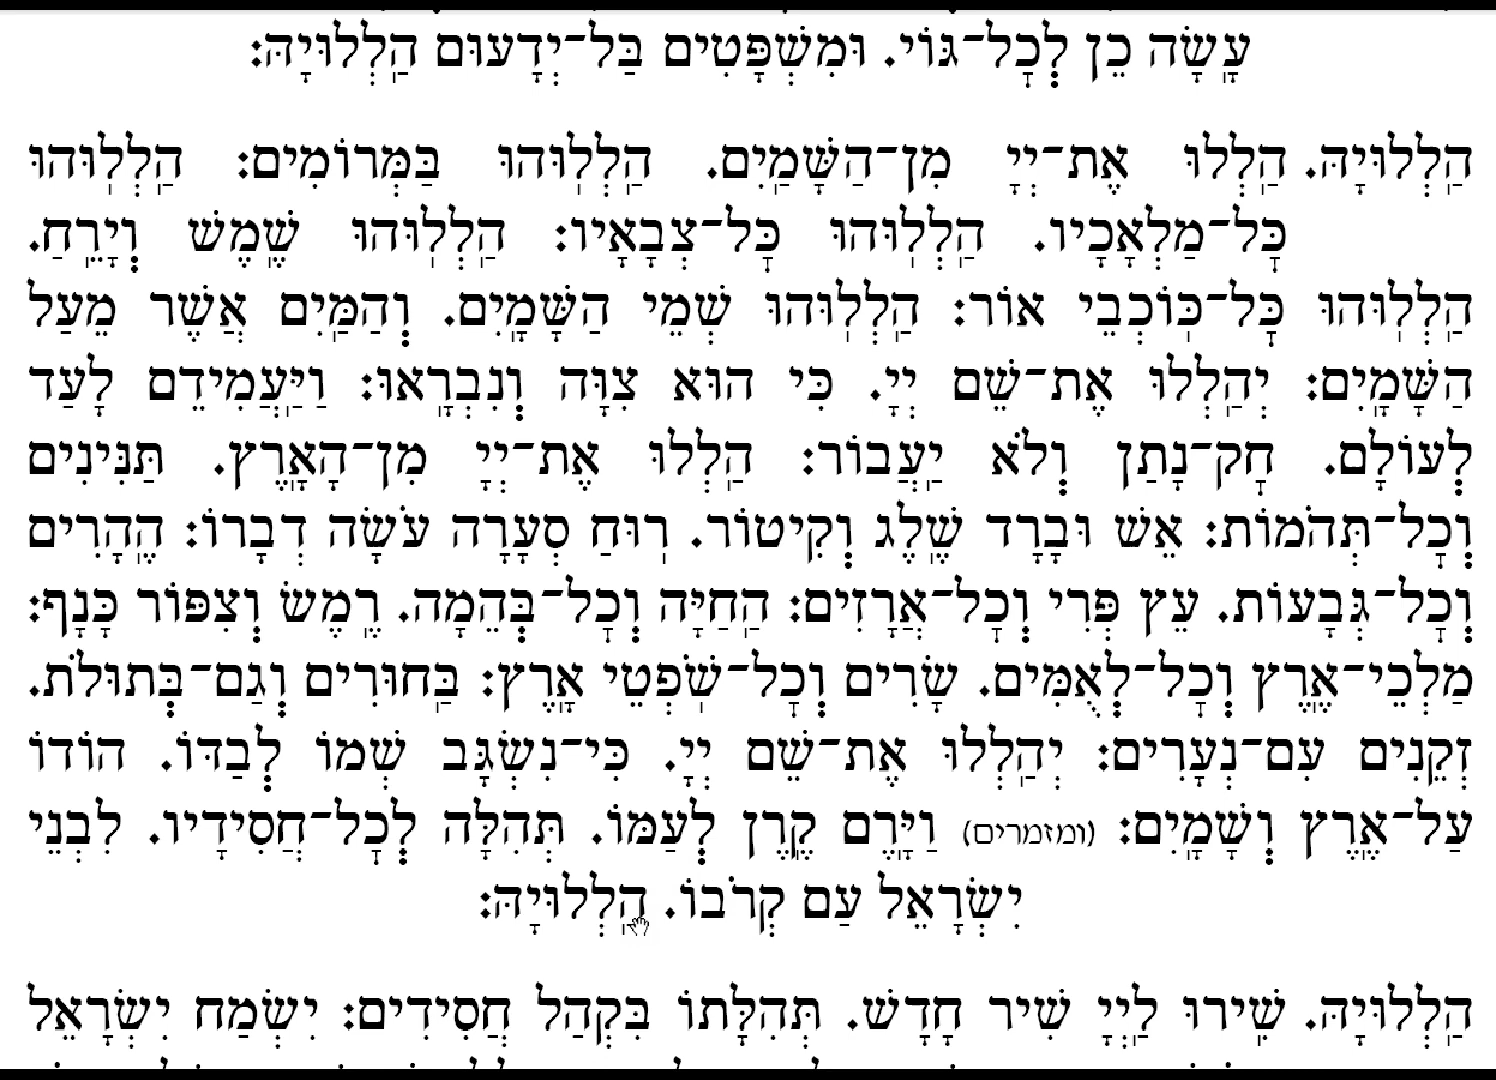 עָשָׂה כֵן לְכָל־גּוֹי. וּמִשְׁפָּטִים בַּל־יְדָעוּם הַלְלוּיָהּ:
הַלְלוּיָהּ. הַלְלוּ אֶת־יְיָ מִן־הַשָּׁמַיִם. הַלְלוּהוּ בַּמְּרוֹמִים: הַלְלוּהוּ
כָּל־מַלְאָכָיו. הַלְלוּהוּ כָּל־צְבָאָיו: הַלְלוּהוּ שֶׁמֶשׁ וְיָרֵחַ.
הַלְלוּהוּ כָּל־כּוֹכְבֵי אוֹר: הַלְלוּהוּ שְׁמֵי הַשָּׁמָיִם. וְהַמַּיִם אֲשֶׁר מֵעַל
הַשָּׁמָיִם: יְהַלְלוּ אֶת־שֵׁם יְיָ. כִּי הוּא צִוָּה וְנִבְרָאוּ: וַיַּעֲמִידֵם לָעַד
לְעוֹלָם. חָק־נָתַן וְלֹא יַעֲבוֹר: הַלְלוּ אֶת־יְיָ מִן־הָאָרֶץ. תַּנִּינִים
וְכָל־תְּהֹמוֹת: אֵשׁ וּבָרָד שֶׁלֶג וְקִיטוֹר. רוּחַ סְעָרָה עֹשָׂה דְבָרוֹ: הֶהָרִים
וְכָל־גְּבָעוֹת. עֵץ פְּרִי וְכָל־אֲרָזִים: הַחַיָּה וְכָל־בְּהֵמָה. רֶמֶשׂ וְצִפּוֹר כָּנָף:
מַלְכֵי־אֶרֶץ וְכָל־לְאֻמִּים. שָׂרִים וְכָל־שֹׁפְטֵי אָרֶץ: בַּחוּרִים וְגַם־בְּתוּלֹת.
זְקֵנִים עִם־נְעָרִים: יְהַלְלוּ אֶת־שֵׁם יְיָ. כִּי־נִשְׂגָּב שְׁמוֹ לְבַדּוֹ. הוֹדוֹ
עַל־אֶרֶץ וְשָׁמָיִם: (ומזמרים) וַיָּרֶם קֶרֶן לְעַמּוֹ. תְּהִלָּה לְכָל־חֲסִידָיו. לִבְנֵי
יִשְׂרָאֵל עַם קְרֹבוֹ. הַלְלוּיָהּ:
הַלְלוּיָהּ. שִׁירוּ לַיְיָ שִׁיר חָדָשׁ. תְּהִלָּתוֹ בִּקְהַל חֲסִידִים: יִשְׂמַח יִשְׂרָאֵל